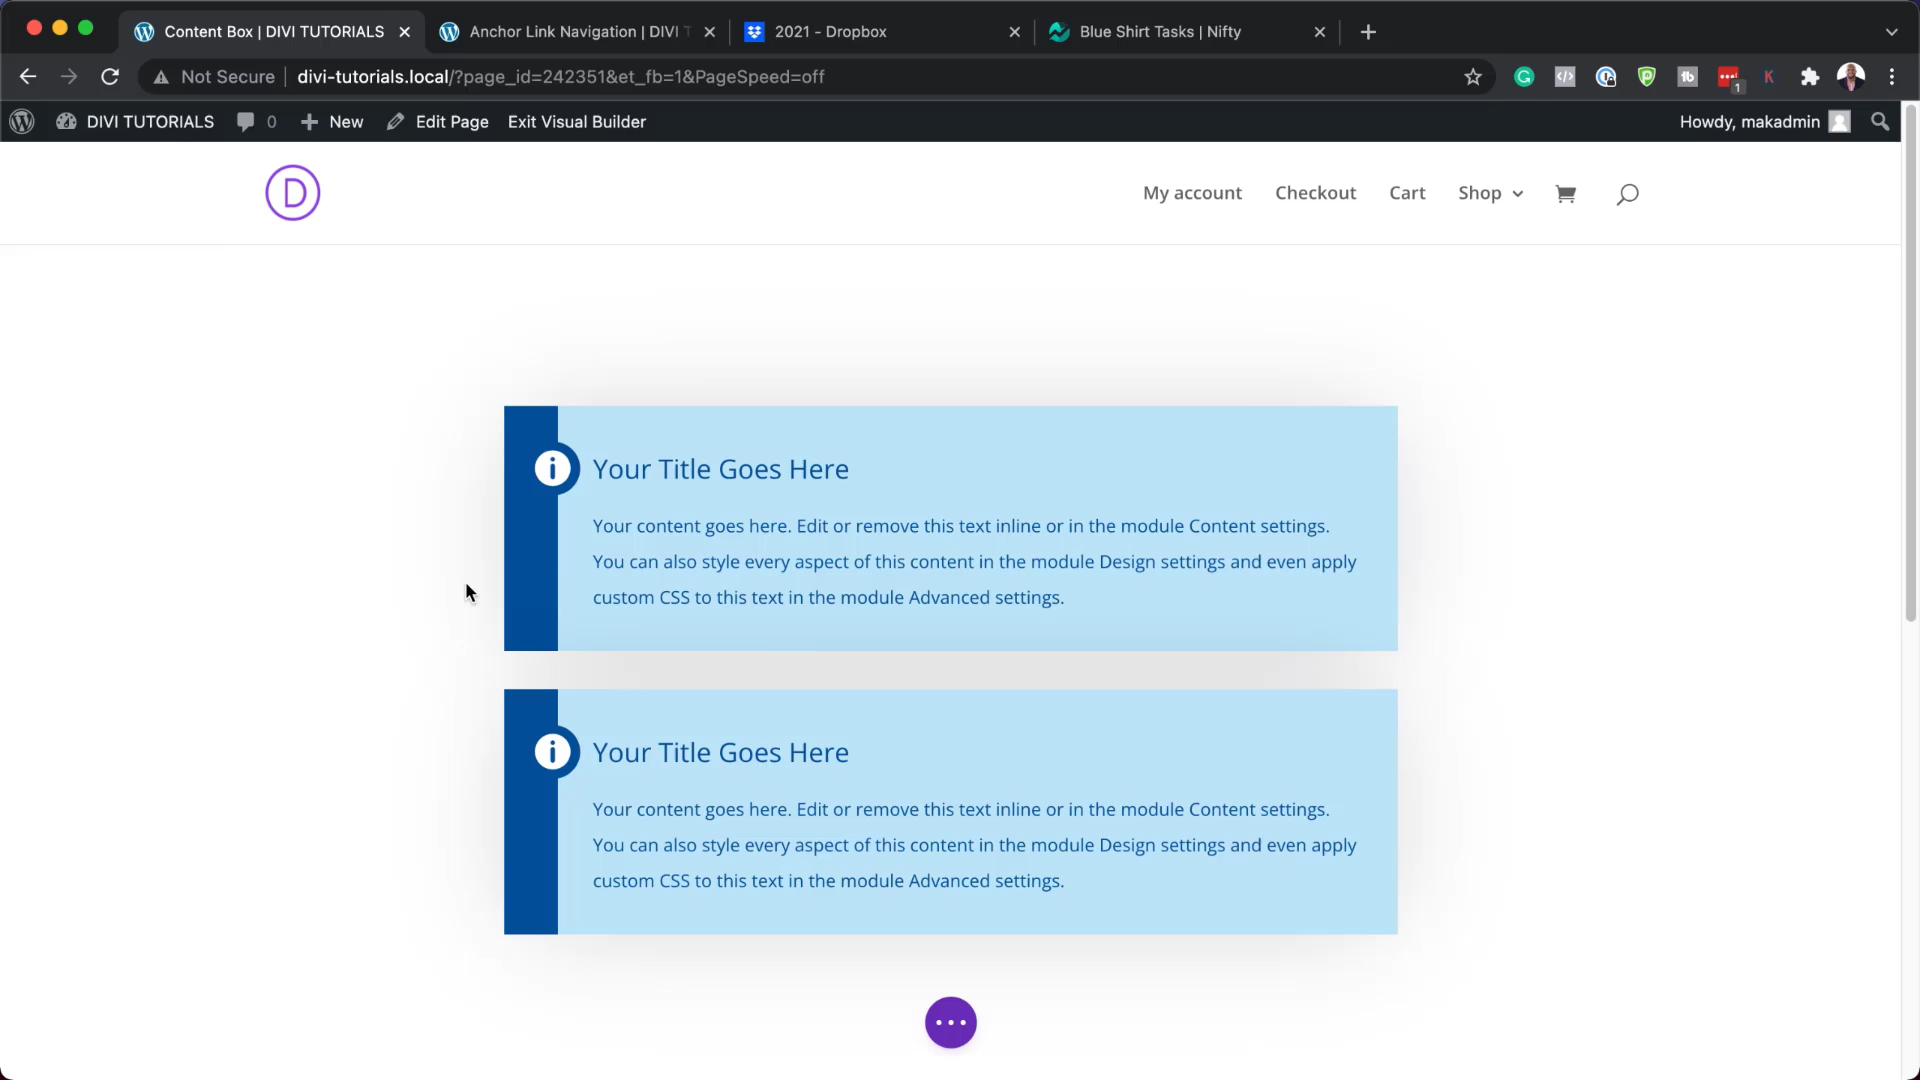 Content Box | DIVI TUTORIALS
Anchor Link Navigation | DIVI T
2021 - Dropbox
Blue Shirt Tasks | Nifty
Not Secure
divi-tutorials.local/?page_id=242351&et_fb=1&PageSpeed=off
1
DIVI TUTORIALS
0
New
Edit Page
Exit Visual Builder
Howdy, makadmin
D
My account
Checkout
Cart
Shop
Your Title Goes Here
Your content goes here. Edit or remove this text inline or in the module Content settings.
You can also style every aspect of this content in the module Design settings and even apply
custom CSS to this text in the module Advanced settings.
Your Title Goes Here
Your content goes here. Edit or remove this text inline or in the module Content settings.
You can also style every aspect of this content in the module Design settings and even apply
custom CSS to this text in the module Advanced settings.